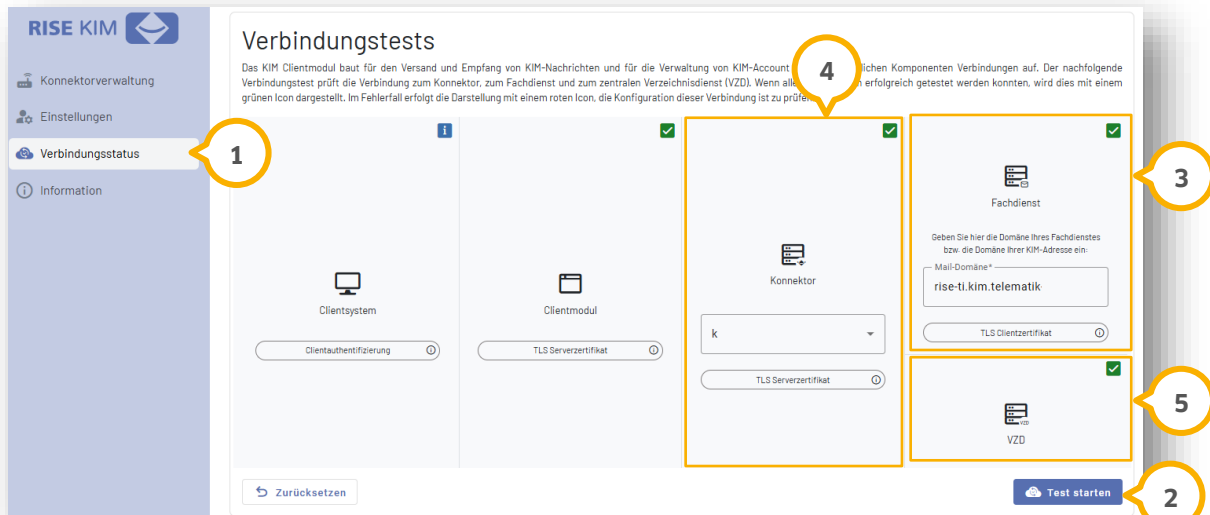 RISE KIM
Konnektorverwaltung
Einstellungen
Verbindungsstatus
Information
1
Verbindungstests
Das KIM Clientmodul baut für den Versand und Empfang von KIM-Nachrichten und für die Verwaltung von KIM-Account lichen Komponenten Verbindungen auf. Der nachfolgende
Verbindungstest prüft die Verbindung zum Konnektor, zum Fachdienst und zum zentralen Verzeichnisdienst (VZD). Wenn alle n erfolgreich getestet werden konnten, wird dies mit einem
grünen Icon dargestellt. Im Fehlerfall erfolgt die Darstellung mit einem roten Icon, die Konfiguration dieser Verbindung ist zu prüfen
4
i
Clientsystem
Clientauthentifizierung
Clientmodul
TLS Serverzertifikat
Konnektor
k
TLS Serverzertifikat
Fachdienst
Geben Sie hier die Domäne Ihres Fachdienstes
bzw. die Domäne Ihrer KIM-Adresse ein:
Mail-Domäne*
rise-ti.kim.telematik
TLS Clientzertifikat
3
VZD
VZD
5
Zurücksetzen
Test starten
2